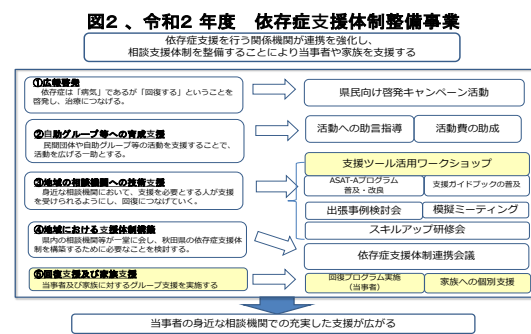 図2、令和2年度 依存症支援体制整備事業
依存症支援を行う関係機関が連携を強化し、
相談支援体制を整備することにより当事者や家族を支援する
①広報啓発
依存症は「病気」であるが「回復する」ということを
啓発し、治療につなげる。
県民向け啓発キャンペーン活動
②自助グループ等への育成支援
民間団体や自助グループ等の活動を支援することで、
活動を広げる一助とする。
活動への助言指導
活動費の助成
③地域の相談機関への技術支援
身近な相談機関において、支援を必要とする人が支援
を受けられるようにし、回復につなげていく。
支援ツール活用ワークショップ
ASAT-Aプログラム
普及・改良
支援ガイドブックの普及
出張事例検討会
模擬ミーティング
スキルアップ研修会
④地域における支援体制構築
県内の相談機関等が一堂に会し、秋田県の依存症支援体
制を構築するために必要なことを検討する。
依存症支援体制連携会議
⑤回復支援及び家族支援
当事者及び家族に対するグループ支援を実施する
回復プログラム実施
（当事者）
家族への個別支援
当事者の身近な相談機関での充実した支援が広がる